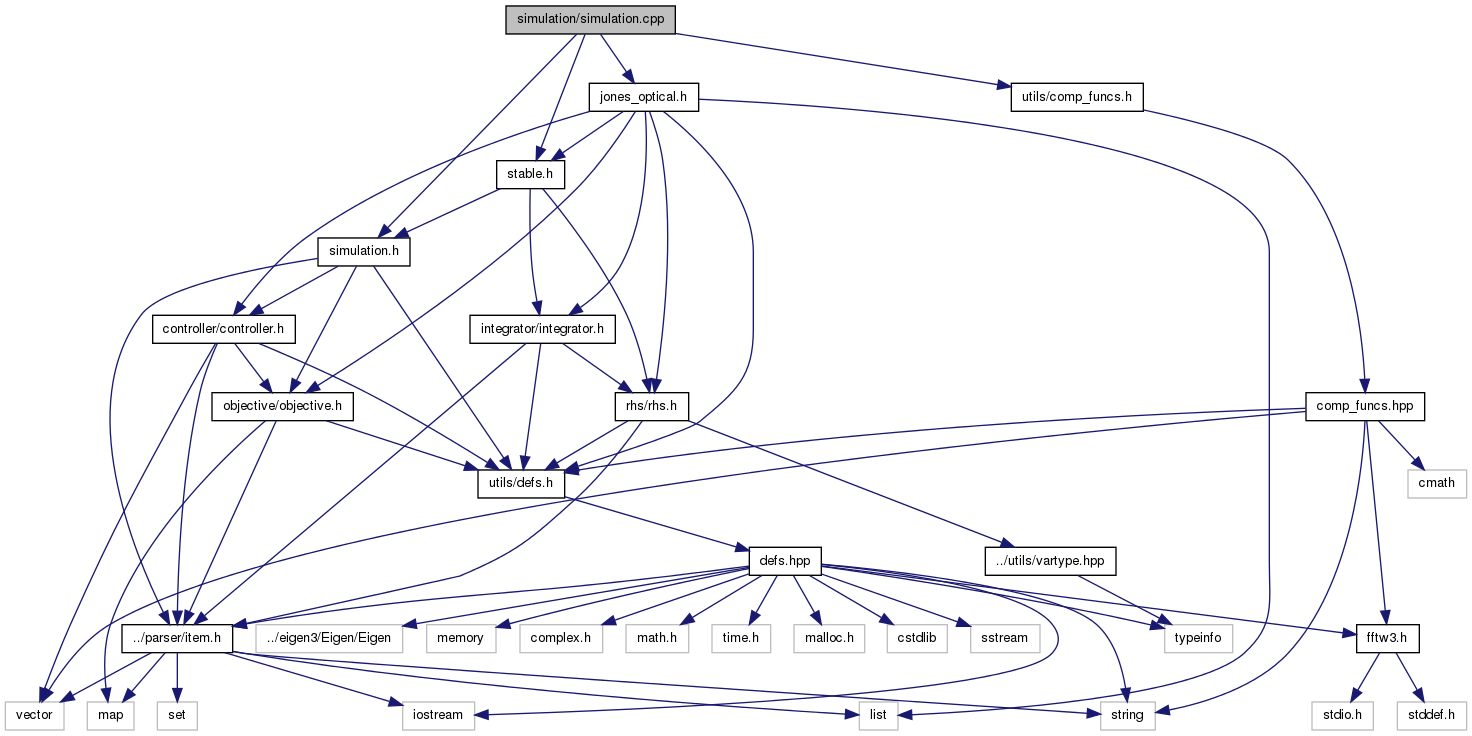 simulation/simulation.cpp
jones_optical.h
utils/comp_funcs.h
stable.h
simulation.h
controller/controller.h
integrator/integrator.h
objective/objective.h
rhs/rhs.h
comp_funcs.hpp
utils/defs.h
cmath
defs.hpp
../utils/vartype.hpp
../parser/item.h
../eigen3/Eigen/Eigen
memory
complex.h
math.h
time.h
malloc.h
cstdlib
sstream
typeinfo
fftw3.h
vector
map
set
iostream
list
string
stdio.h
stddef.h